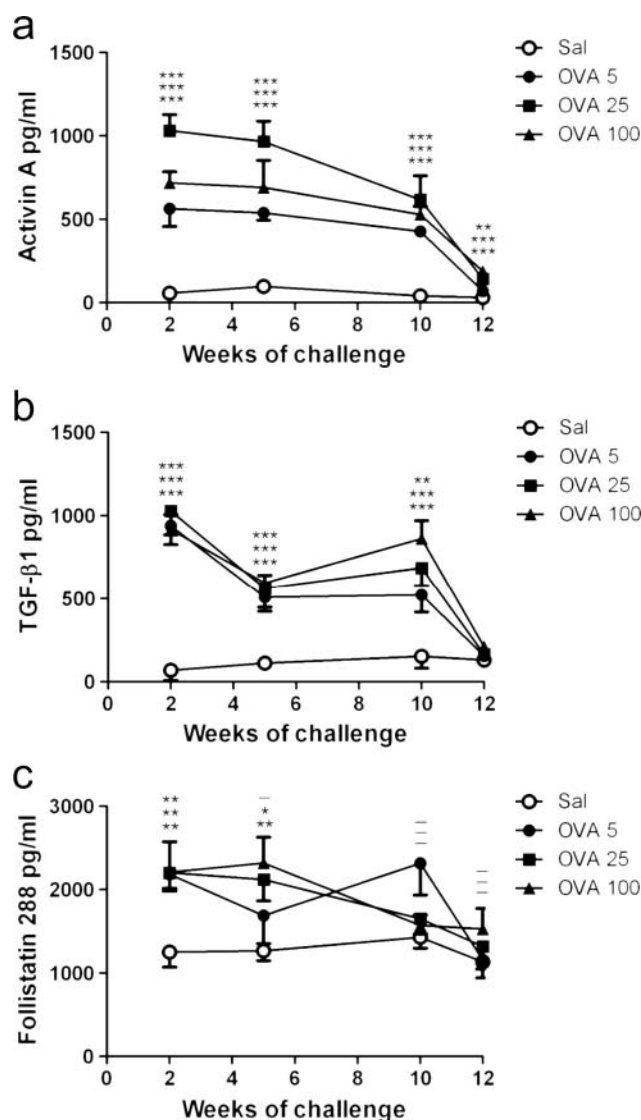 a
1500
1000
500
0
Activin A pg/ml
***
***
***
***
***
***
***
***
***
**
***
***
0 2 4 6 8 10 12
Weeks of challenge
Sal
OVA 5
OVA 25
OVA 100
b
1500
1000
500
0
TGF-β1 pg/ml
***
***
***
***
***
***
**
***
***
0 2 4 6 8 10 12
Weeks of challenge
Sal
OVA 5
OVA 25
OVA 100
c
3000
2000
1000
0
Follistatin 288 pg/ml
**
**
**
–
*
**
–
–
–
–
–
–
0 2 4 6 8 10 12
Weeks of challenge
Sal
OVA 5
OVA 25
OVA 100